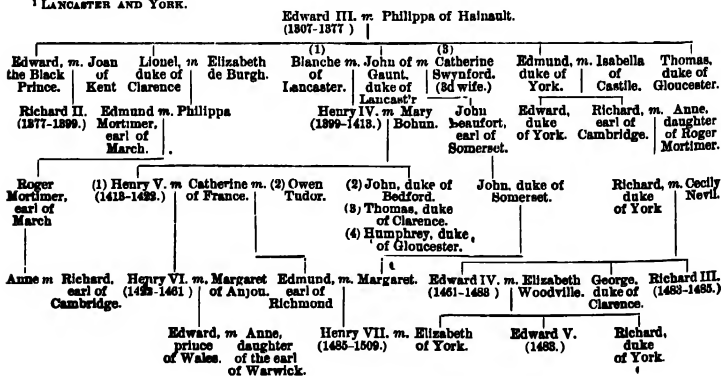 ¹ LANCASTER AND YORK.
Edward III. m. Philippa of Hainault.
(1307-1377)
(1) (3)
Edward, m. Joan Lionel, m Elizabeth Blanche m. John of m Catherine Edmund, m. Isabella Thomas,
the Black of duke of de Burgh. of Gaunt, Swynford. duke of of duke of
Prince. Kent Clarence Lancaster. duke of (3d wife.) York. Castile. Gloucester.
Lancast'r
Richard II. Edmund m. Philippa Henry IV. m. Mary John Edward, Richard, m. Anne,
(1377-1399.) Mortimer, (1399-1413.) Bohun. Beaufort, duke earl of daughter
earl of earl of of York. Cambridge. of Roger
March. Somerset. Mortimer.
Roger (1) Henry V. m Catherine m. (2) Owen (2) John, duke of John, duke of Richard, m. Cecily
Mortimer, (1413-1422.) of France. Tudor. Bedford. Somerset. duke Nevil.
earl of (3) Thomas, duke of York
March of Clarence.
(4) Humphrey, duke
of Gloucester.
Anne m Richard, Henry VI. m. Margaret Edmund, m. Margaret. Edward IV. m. Elizabeth George, Richard III.
earl of (1422-1461) of Anjou. earl of (1461-1483) Woodville. duke of (1483-1485.)
Cambridge. Richmond Clarence.
Edward, m Anne, Henry VII. m. Elizabeth Edward V. Richard,
prince daughter (1485-1509.) of York. (1483.) duke
of Wales. of the earl of York.
of Warwick.